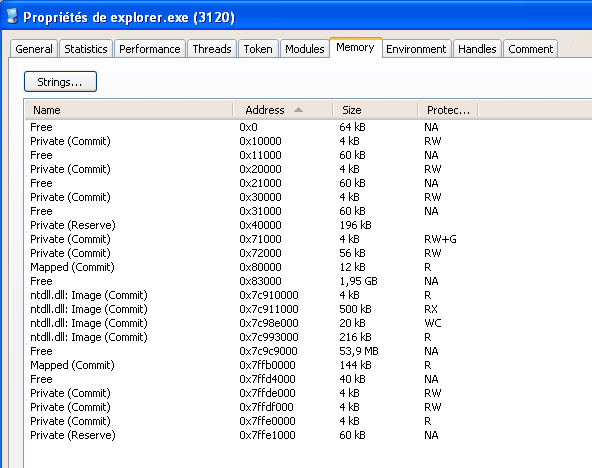 Propriétés de explorer.exe (3120)
General Statistics Performance Threads Token Modules Memory Environment Handles Comment
Strings...
Name Address Size Protec...
Free 0x0 64 kB NA
Private (Commit) 0x10000 4 kB RW
Free 0x11000 60 kB NA
Private (Commit) 0x20000 4 kB RW
Free 0x21000 60 kB NA
Private (Commit) 0x30000 4 kB RW
Free 0x31000 60 kB NA
Private (Reserve) 0x40000 196 kB
Private (Commit) 0x71000 4 kB RW+G
Private (Commit) 0x72000 56 kB RW
Mapped (Commit) 0x80000 12 kB R
Free 0x83000 1,95 GB NA
ntdll.dll: Image (Commit) 0x7c910000 4 kB R
ntdll.dll: Image (Commit) 0x7c911000 500 kB RX
ntdll.dll: Image (Commit) 0x7c98e000 20 kB WC
ntdll.dll: Image (Commit) 0x7c993000 216 kB R
Free 0x7c9c9000 53,9 MB NA
Mapped (Commit) 0x7ffb0000 144 kB R
Free 0x7ffd4000 40 kB NA
Private (Commit) 0x7ffde000 4 kB RW
Private (Commit) 0x7ffdf000 4 kB RW
Private (Commit) 0x7ffe0000 4 kB R
Private (Reserve) 0x7ffe1000 60 kB NA